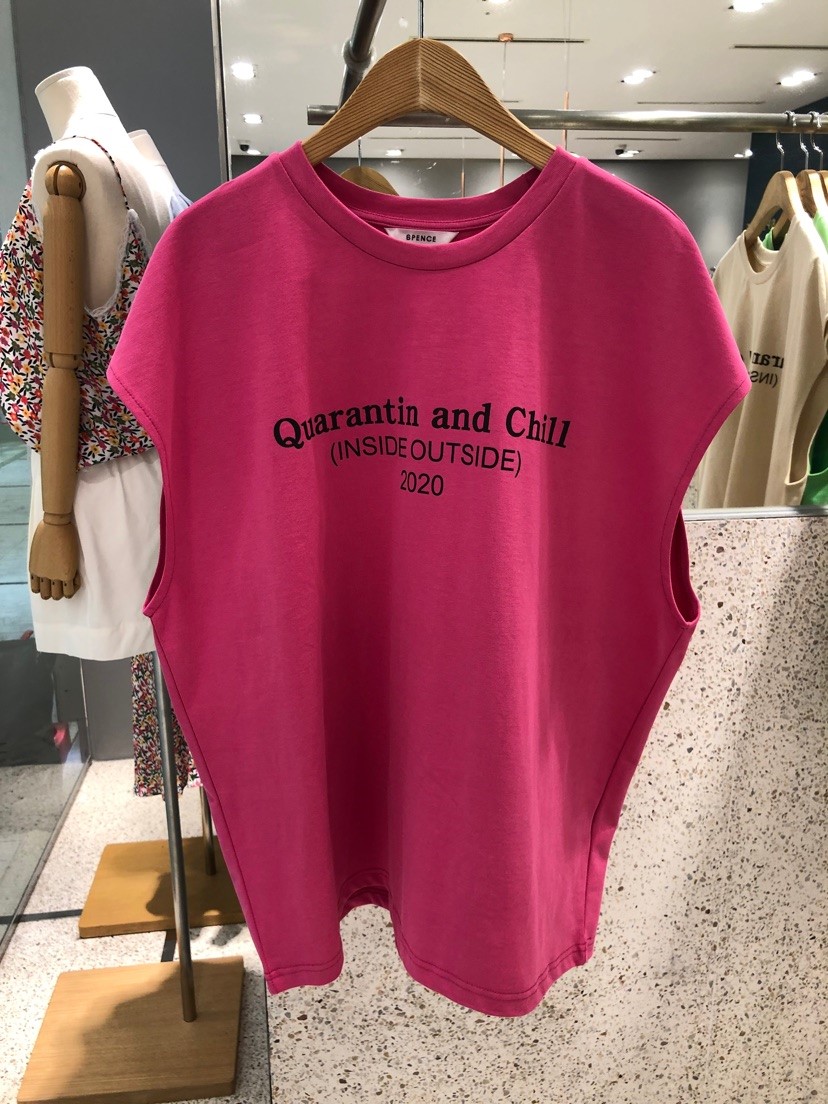 SPENCE
Quarantin and Chill
(INSIDE OUTSIDE)
2020